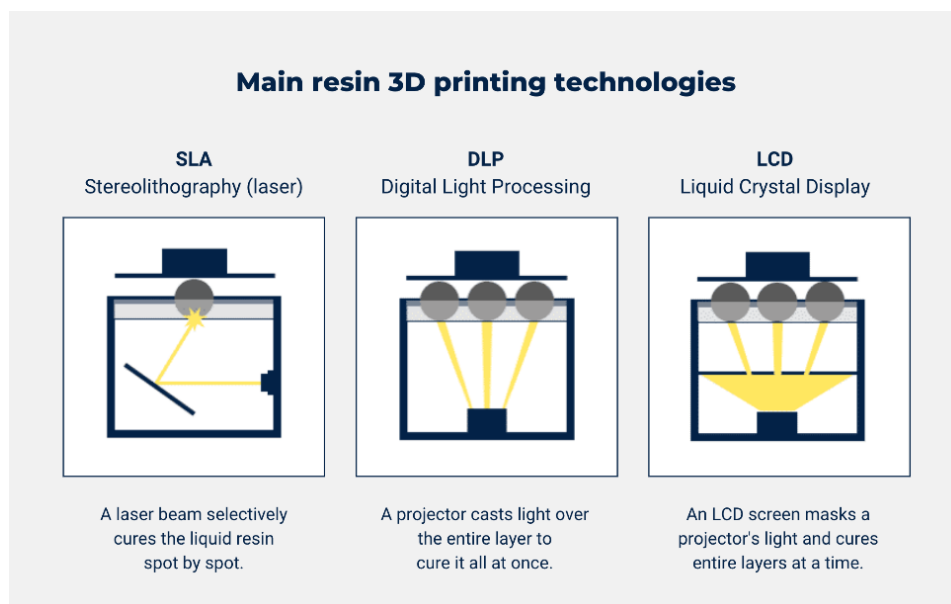 Main resin 3D printing technologies
SLA
Stereolithography (laser)
DLP
Digital Light Processing
LCD
Liquid Crystal Display
A laser beam selectively
cures the liquid resin
spot by spot.
A projector casts light over
the entire layer to
cure it all at once.
An LCD screen masks a
projector's light and cures
entire layers at a time.